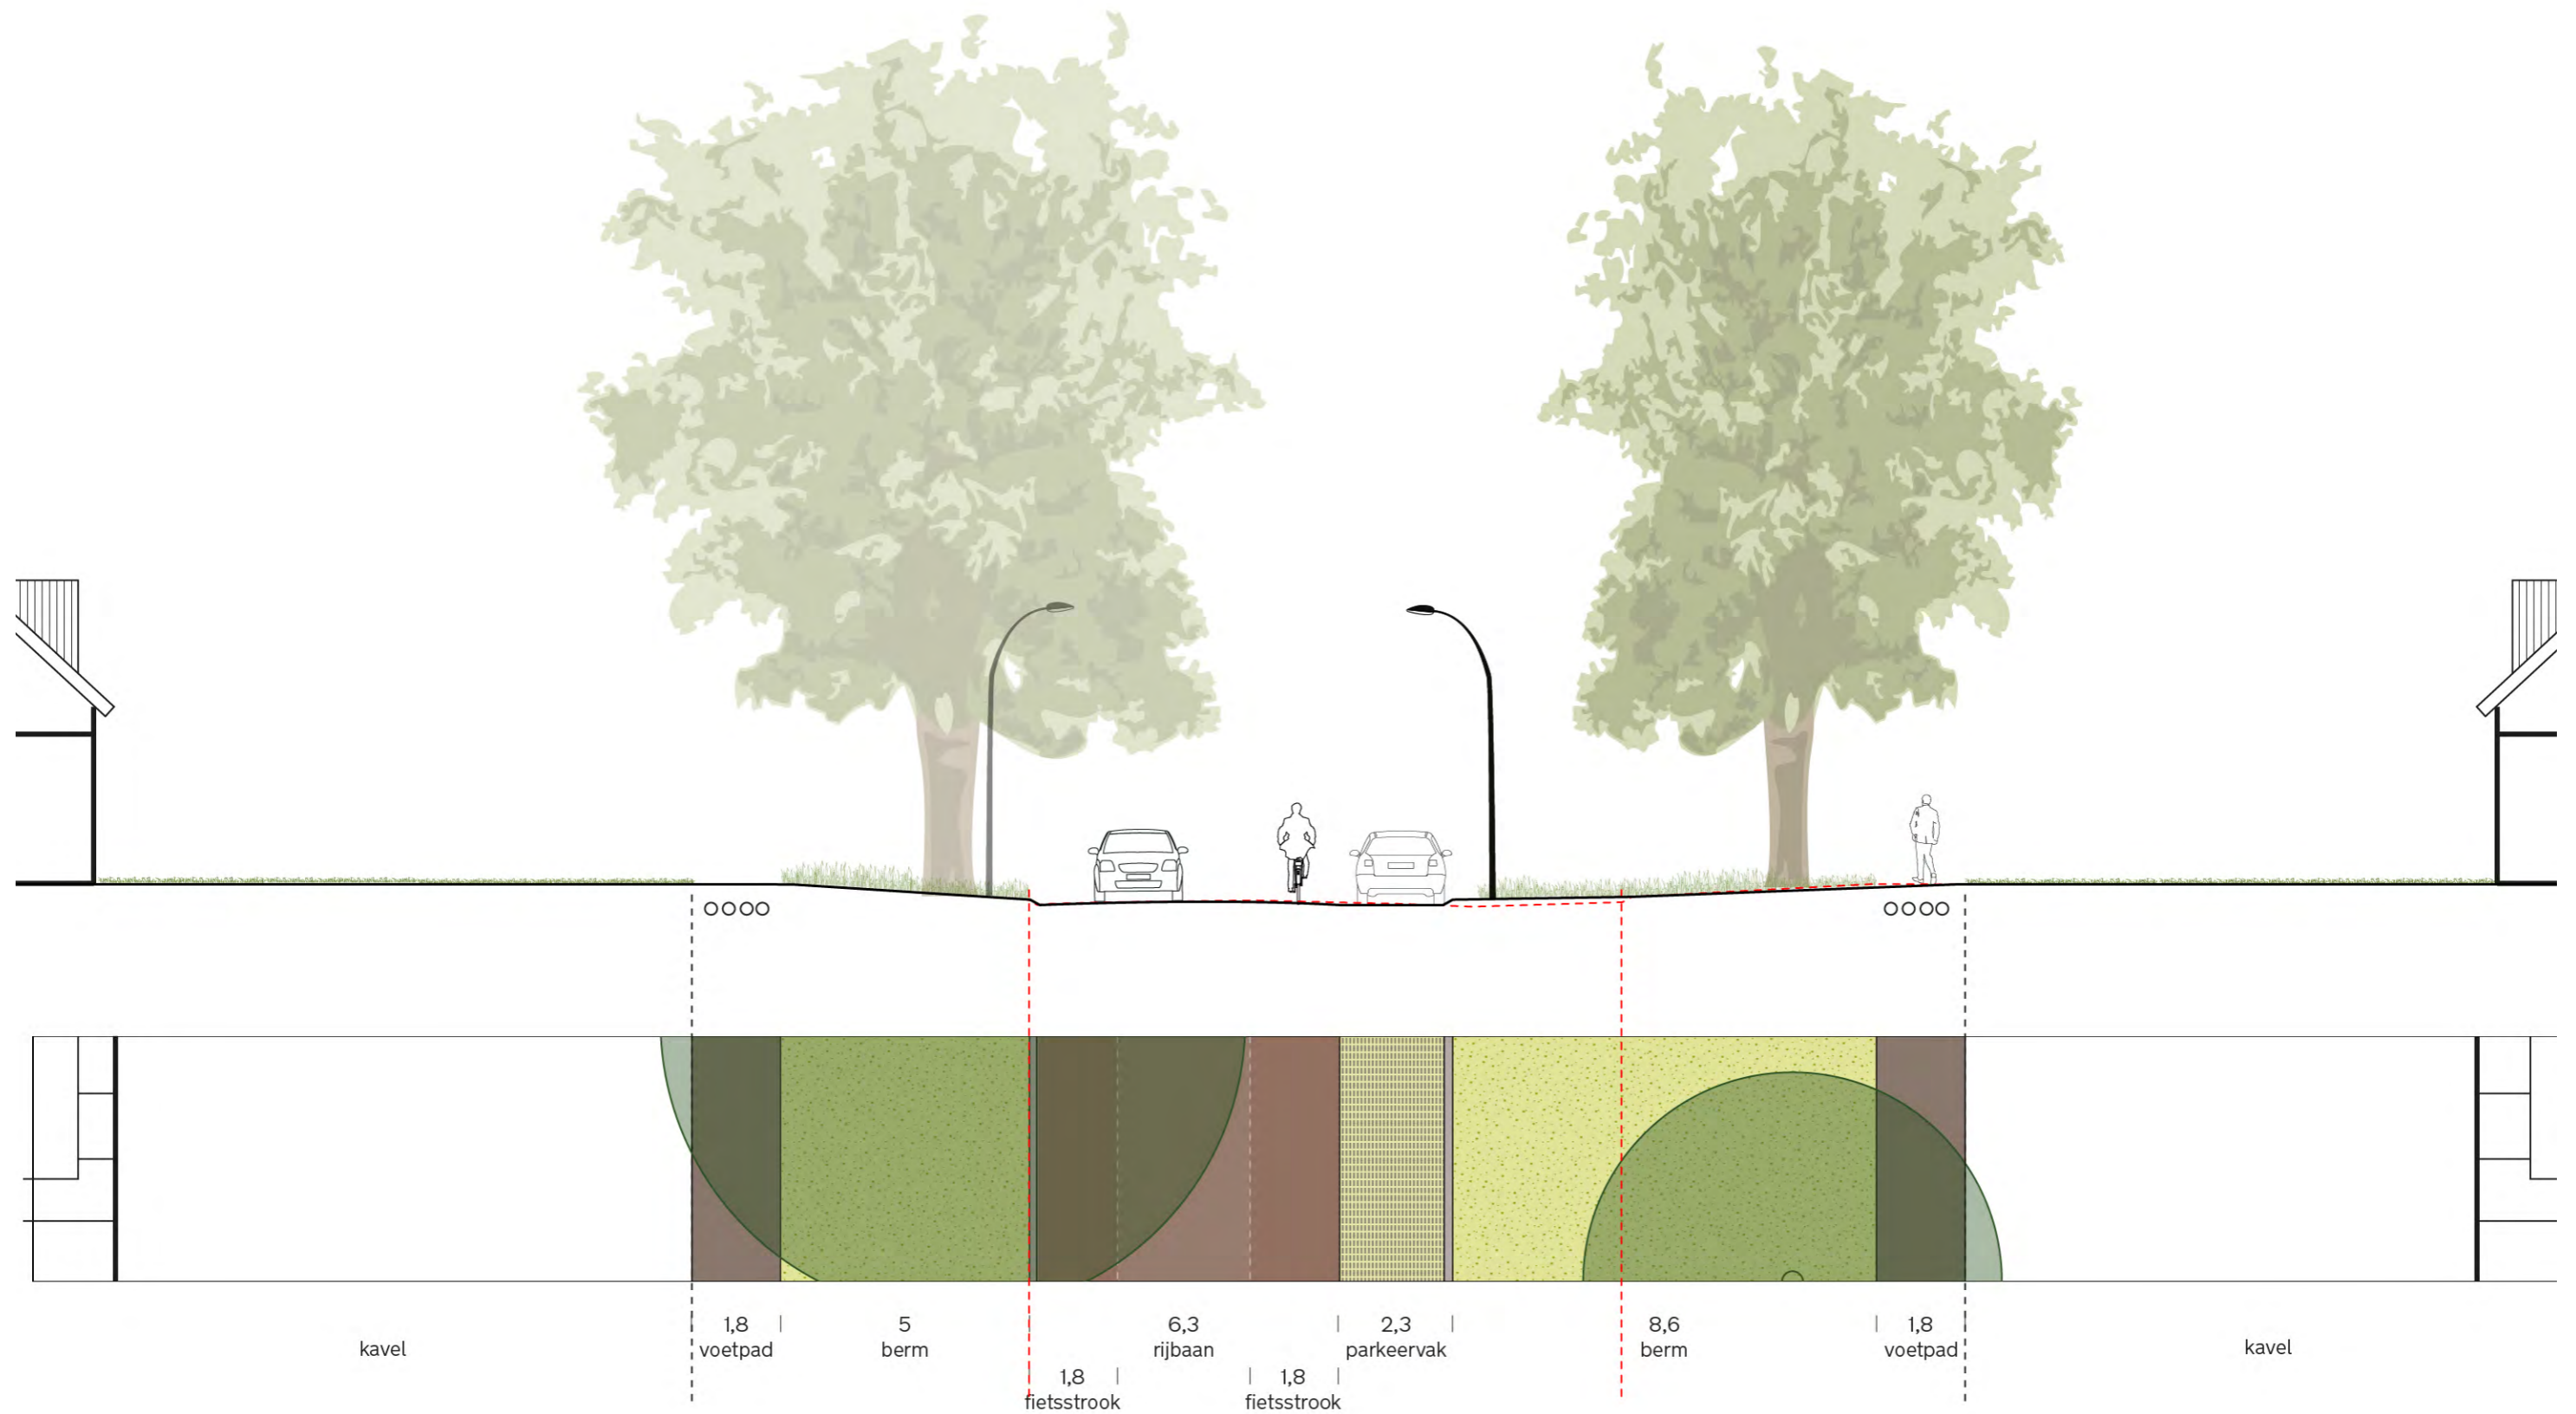 1,8
5
6,3
2,3
8,6
1,8
kavel
voetpad
berm
rijbaan
parkeervak
berm
voetpad
kavel
1,8
1,8
fietsstrook
fietsstrook